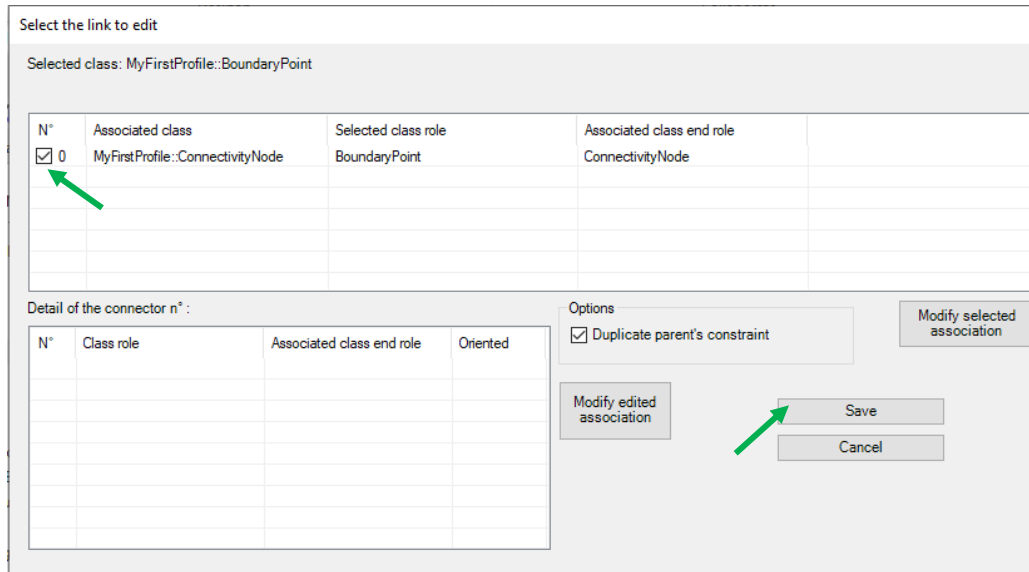 Select the link to edit
Selected class: MyFirstProfile::BoundaryPoint
N° Associated class Selected class role Associated class end role
0 MyFirstProfile::ConnectivityNode BoundaryPoint ConnectivityNode
Detail of the connector n° :
N° Class role Associated class end role Oriented
Options
Duplicate parent's constraint
Modify selected
association
Modify edited
association
Save
Cancel